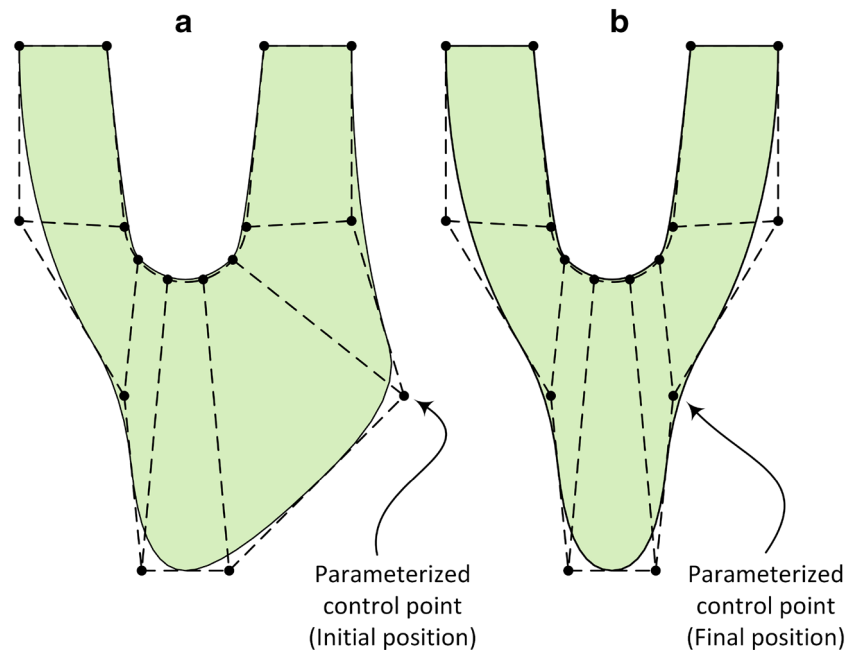 a
b
Parameterized
control point
(Initial position)
Parameterized
control point
(Final position)